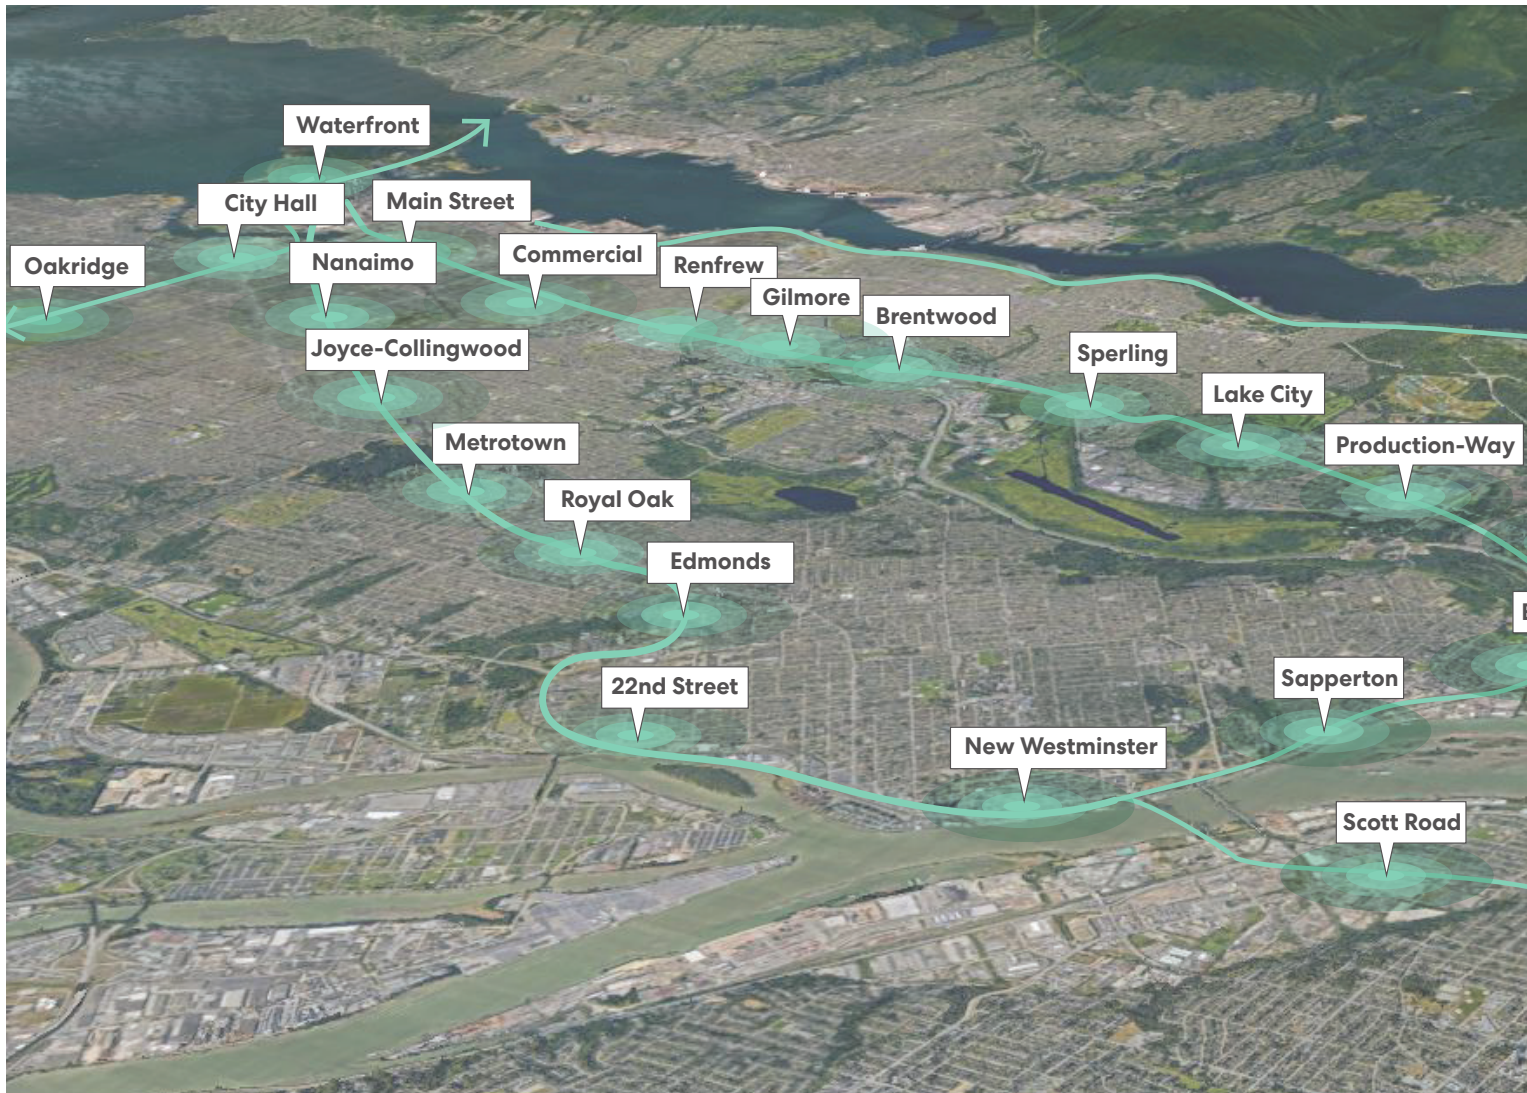 Waterfront
City Hall
Main Street
Oakridge
Nanaimo
Commercial
Renfrew
Gilmore
Brentwood
Joyce-Collingwood
Sperling
Lake City
Metrotown
Production-Way
Royal Oak
Edmonds
22nd Street
Sapperton
New Westminster
Scott Road